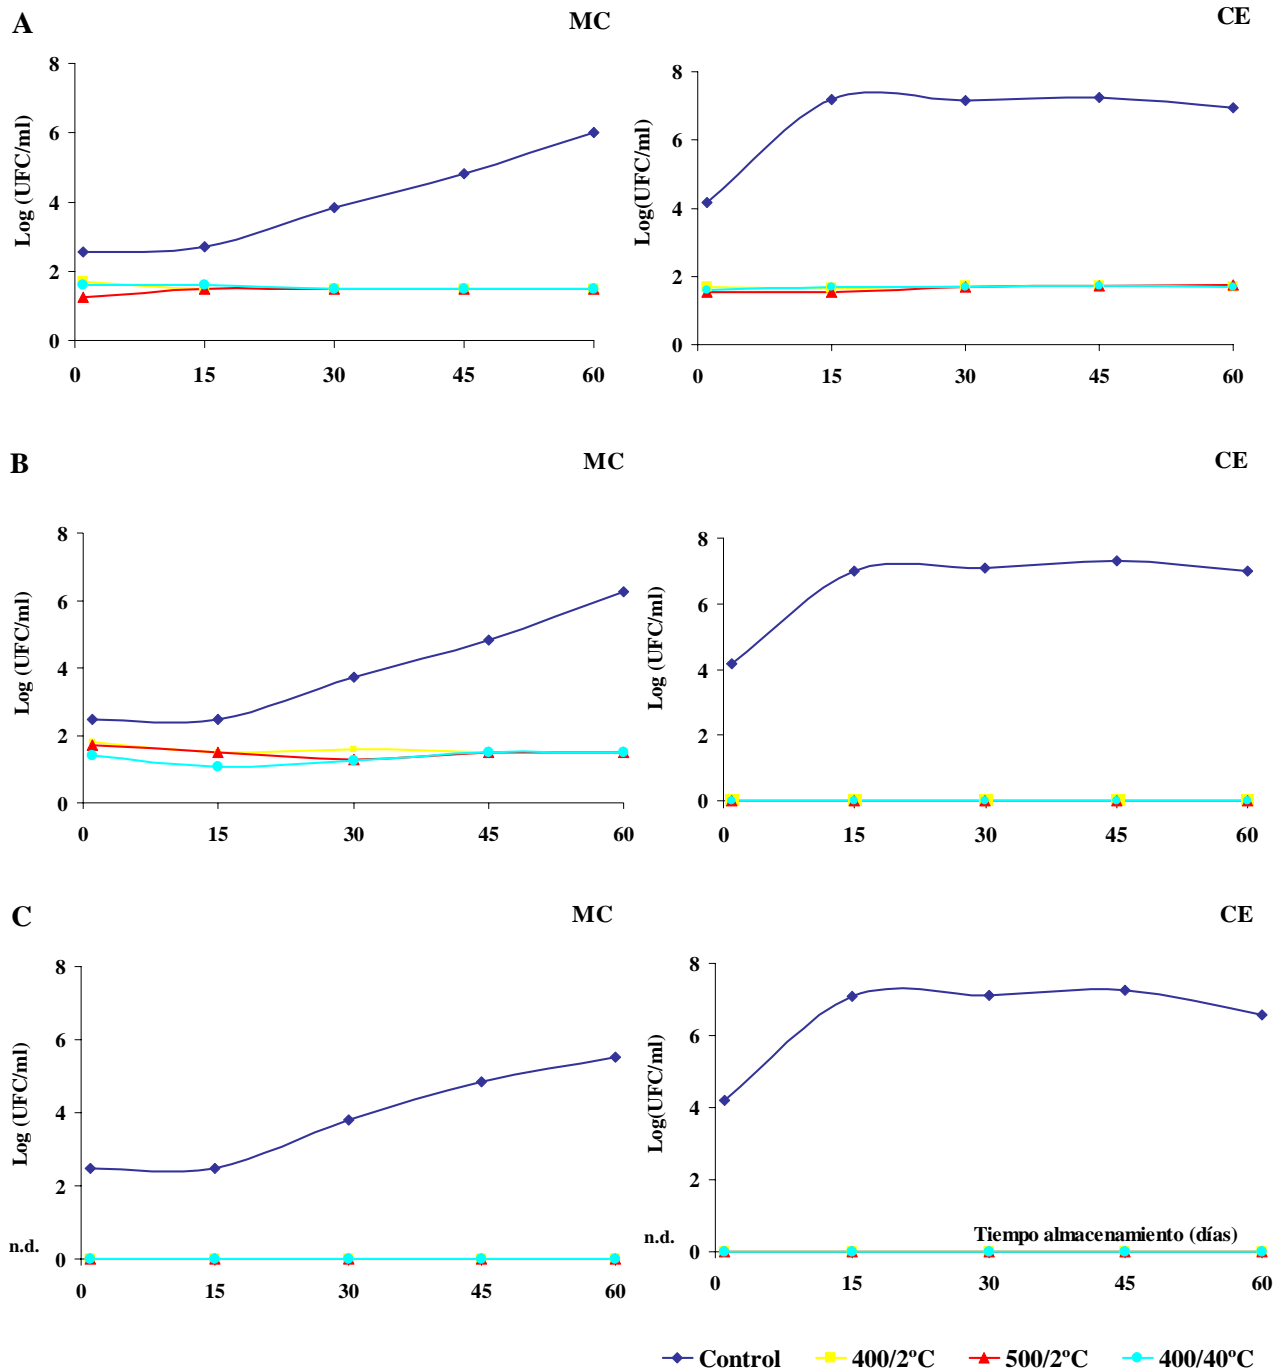 A MC CE
8
6
4
2
0
Log (UFC/ml)
0 15 30 45 60
8
6
4
2
0
Log(UFC/ml)
0 15 30 45 60
B MC CE
8
6
4
2
0
Log (UFC/ml)
0 15 30 45 60
8
6
4
2
0
Log (UFC/ml)
0 15 30 45 60
C MC CE
8
6
4
2
0
n.d.
Log (UFC/ml)
0 15 30 45 60
8
6
4
2
0
n.d.
Log(UFC/ml)
Tiempo almacenamiento (días)
0 15 30 45 60
Control 400/2ºC 500/2ºC 400/40ºC